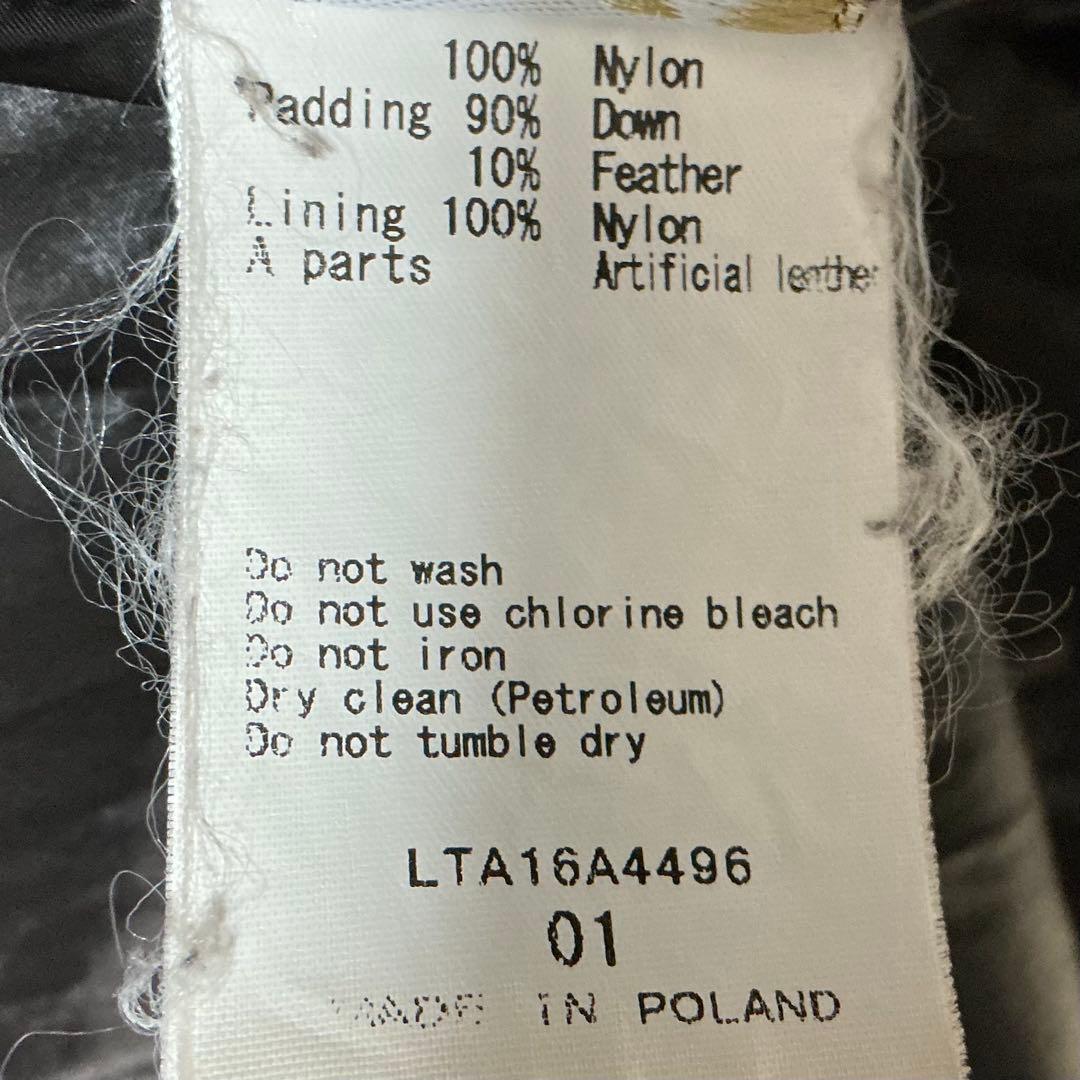 100% Nylon
Padding 90% Down
10% Feather
Lining 100% Nylon
A parts Artificial leather
Do not wash
Do not use chlorine bleach
Do not iron
Dry clean (Petroleum)
Do not tumble dry
LTA16A4496
01
MADE IN POLAND